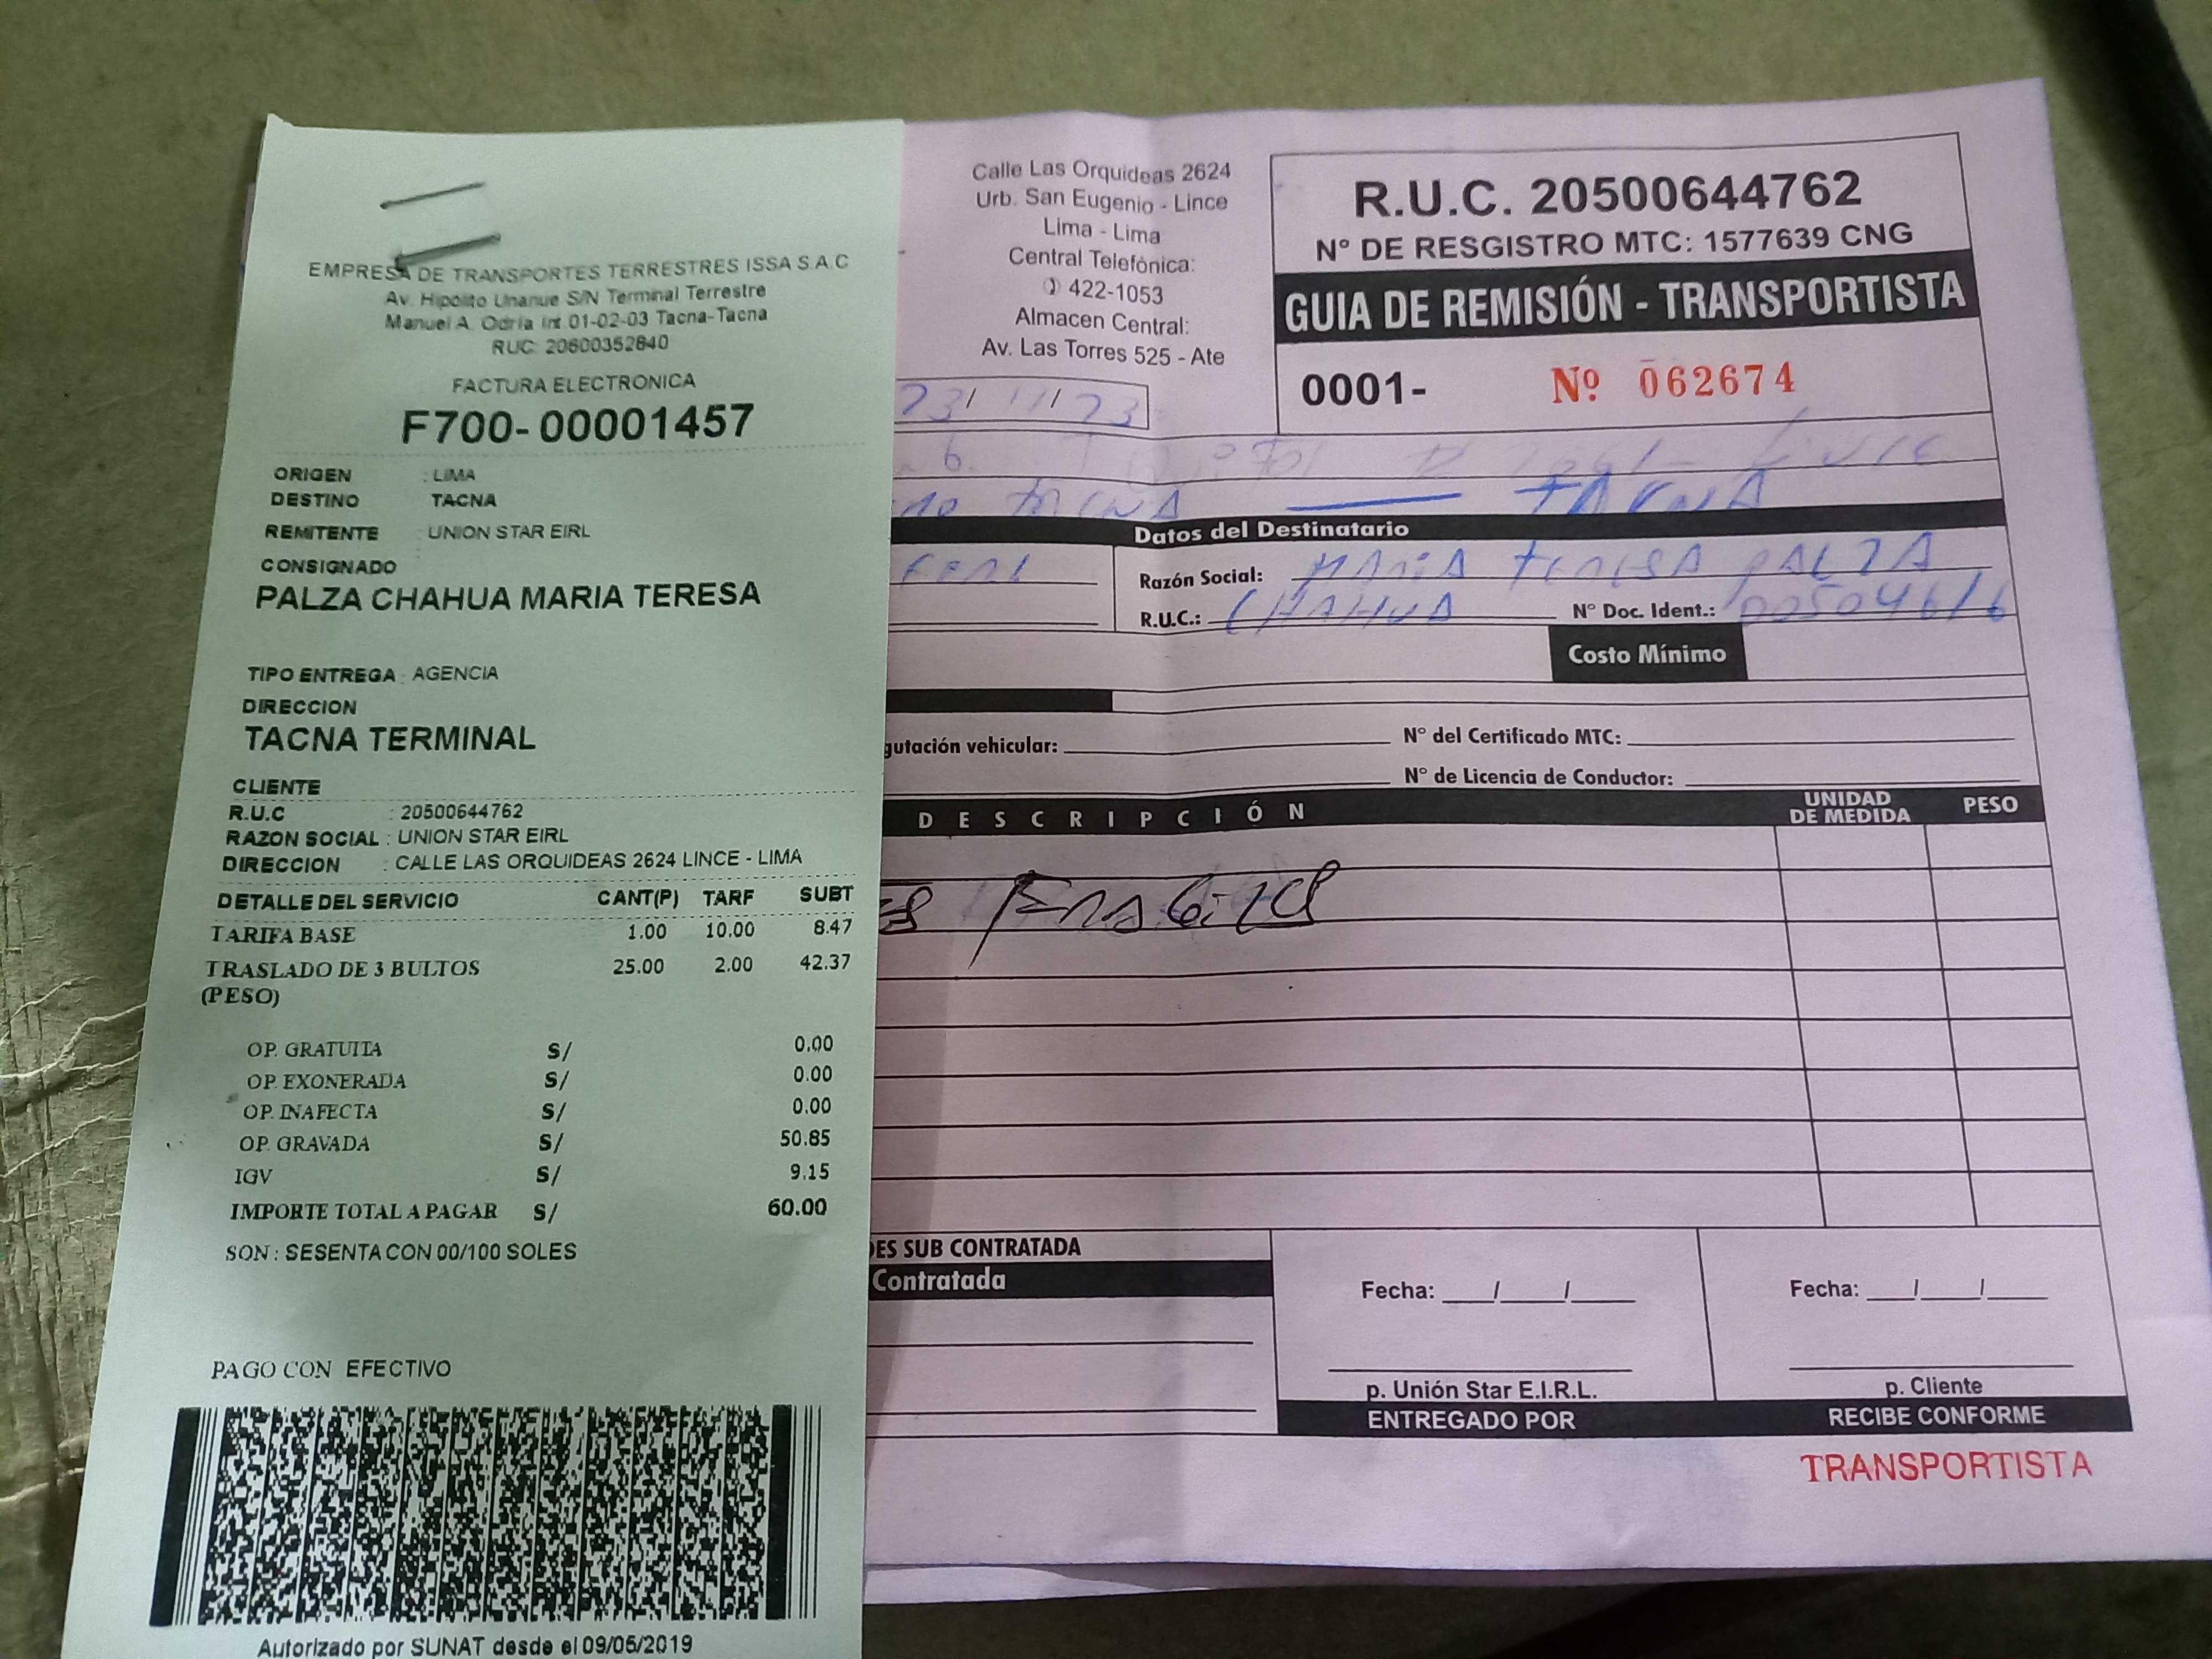 EMPRESA DE TRANSPORTES TERRESTRES ISSA S.A.C
Av. Hipolito Unanue S/N Terminal Terrestre
Manuel A. Odria Int.01-02-03 Tacna-Tacna
RUC: 20600352840
FACTURA ELECTRONICA
F700-00001457
ORIGEN : LIMA
DESTINO TACNA
REMITENTE : UNION STAR EIRL
CONSIGNADO
PALZA CHAHUA MARIA TERESA
TIPO ENTREGA : AGENCIA
DIRECCION
TACNA TERMINAL
CLIENTE
R.U.C : 20500644762
RAZON SOCIAL : UNION STAR EIRL
DIRECCION : CALLE LAS ORQUIDEAS 2624 LINCE - LIMA
DETALLE DEL SERVICIO CANT(P) TARF SUBT
TARIFA BASE 1.00 10.00 8.47
TRASLADO DE 3 BULTOS 25.00 2.00 42.37
(PESO)
OP. GRATUITA S/ 0.00
OP. EXONERADA S/ 0.00
OP. INAFECTA S/ 0.00
OP. GRAVADA S/ 50.85
IGV S/ 9.15
IMPORTE TOTAL A PAGAR S/ 60.00
SON : SESENTA CON 00/100 SOLES
PAGO CON EFECTIVO
Autorizado por SUNAT desde el 09/05/2019
Calle Las Orquideas 2624
Urb. San Eugenio - Lince
Lima - Lima
Central Telefónica:
422-1053
Almacen Central:
Av. Las Torres 525 - Ate
R.U.C. 20500644762
N° DE RESGISTRO MTC: 1577639 CNG
GUIA DE REMISIÓN - TRANSPORTISTA
0001- Nº 062674
23/ 11/ 23
TACNA — TACNA
Datos del Destinatario
Razón Social: MARIA TERESA PALZA
R.U.C.: CHAHUA N° Doc. Ident.: 00504616
Costo Mínimo
gutación vehicular: N° del Certificado MTC:
N° de Licencia de Conductor:
DESCRIPCIÓN UNIDAD DE MEDIDA PESO
DES SUB CONTRATADA
Contratada
Fecha: / / Fecha: / /
p. Unión Star E.I.R.L. p. Cliente
ENTREGADO POR RECIBE CONFORME
TRANSPORTISTA